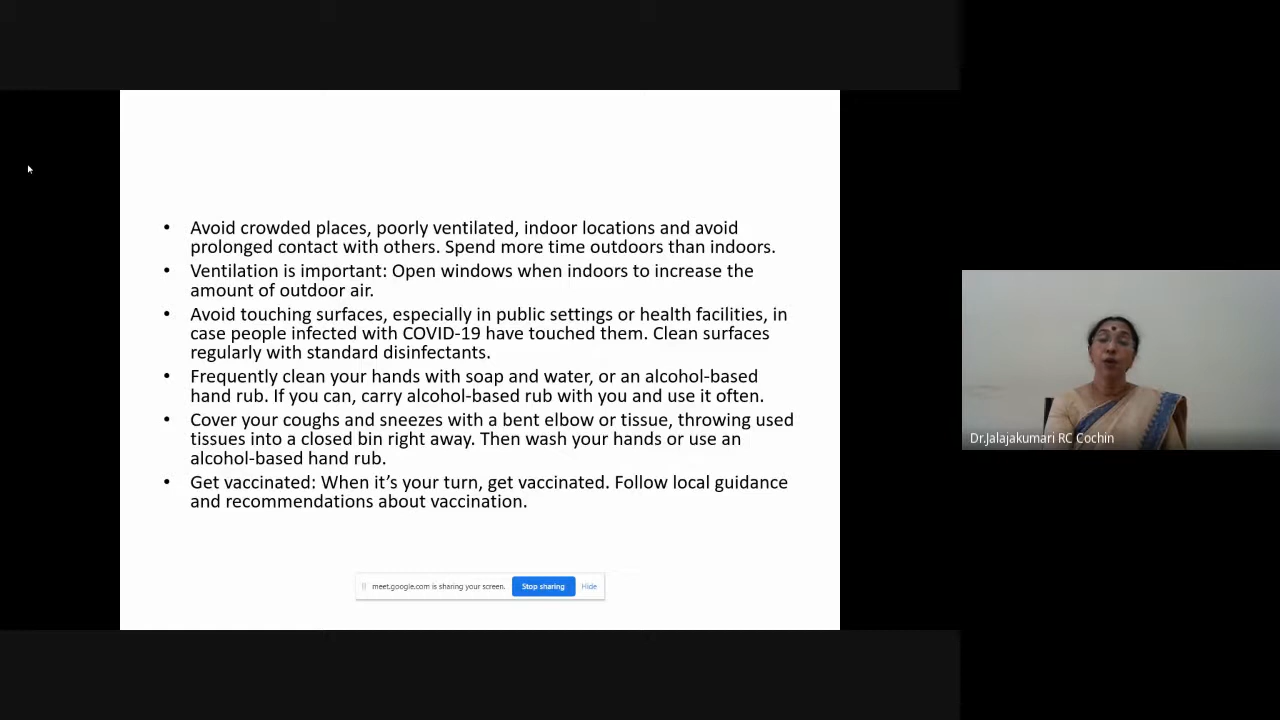 • Avoid crowded places, poorly ventilated, indoor locations and avoid
prolonged contact with others. Spend more time outdoors than indoors.
• Ventilation is important: Open windows when indoors to increase the
amount of outdoor air.
• Avoid touching surfaces, especially in public settings or health facilities, in
case people infected with COVID-19 have touched them. Clean surfaces
regularly with standard disinfectants.
• Frequently clean your hands with soap and water, or an alcohol-based
hand rub. If you can, carry alcohol-based rub with you and use it often.
• Cover your coughs and sneezes with a bent elbow or tissue, throwing used
tissues into a closed bin right away. Then wash your hands or use an
alcohol-based hand rub.
• Get vaccinated: When it’s your turn, get vaccinated. Follow local guidance
and recommendations about vaccination.
meet.google.com is sharing your screen. Stop sharing Hide
Dr.Jalajakumari RC Cochin